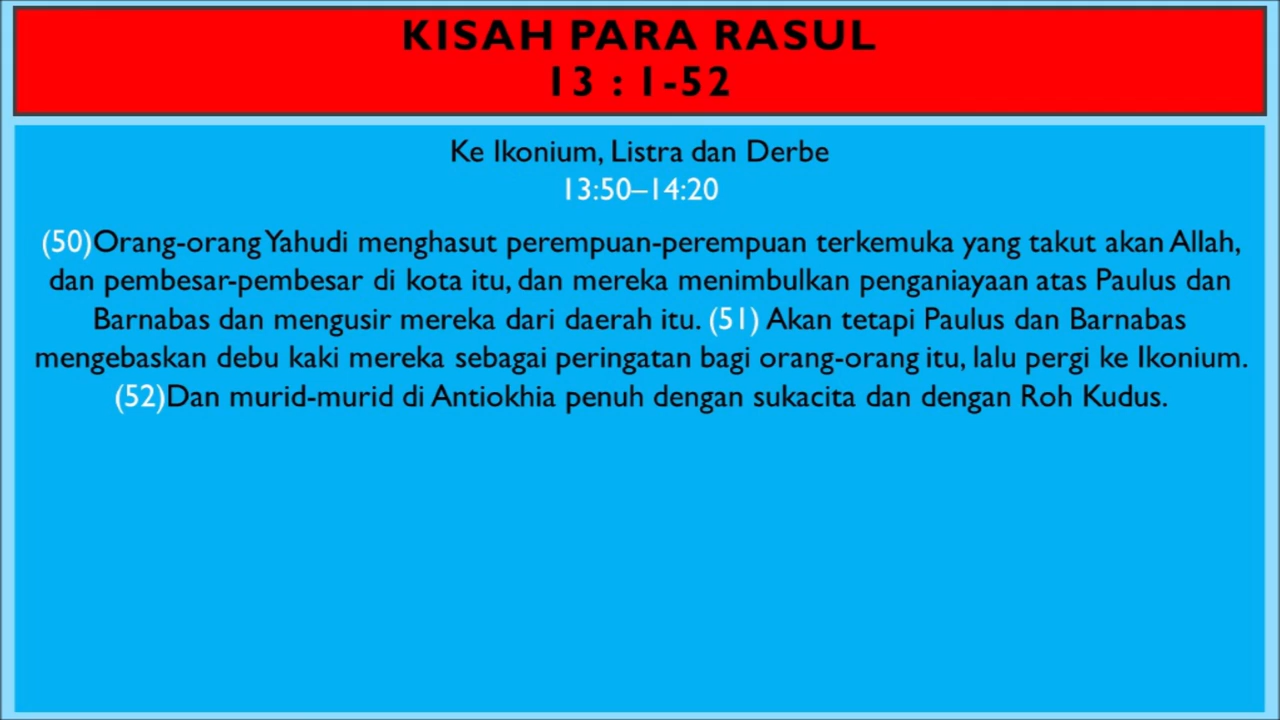 KISAH PARA RASUL
13 : 1-52
Ke Ikonium, Listra dan Derbe
13:50–14:20
(50)Orang-orang Yahudi menghasut perempuan-perempuan terkemuka yang takut akan Allah,
dan pembesar-pembesar di kota itu, dan mereka menimbulkan penganiayaan atas Paulus dan
Barnabas dan mengusir mereka dari daerah itu. (51) Akan tetapi Paulus dan Barnabas
mengebaskan debu kaki mereka sebagai peringatan bagi orang-orang itu, lalu pergi ke Ikonium.
(52)Dan murid-murid di Antiokhia penuh dengan sukacita dan dengan Roh Kudus.